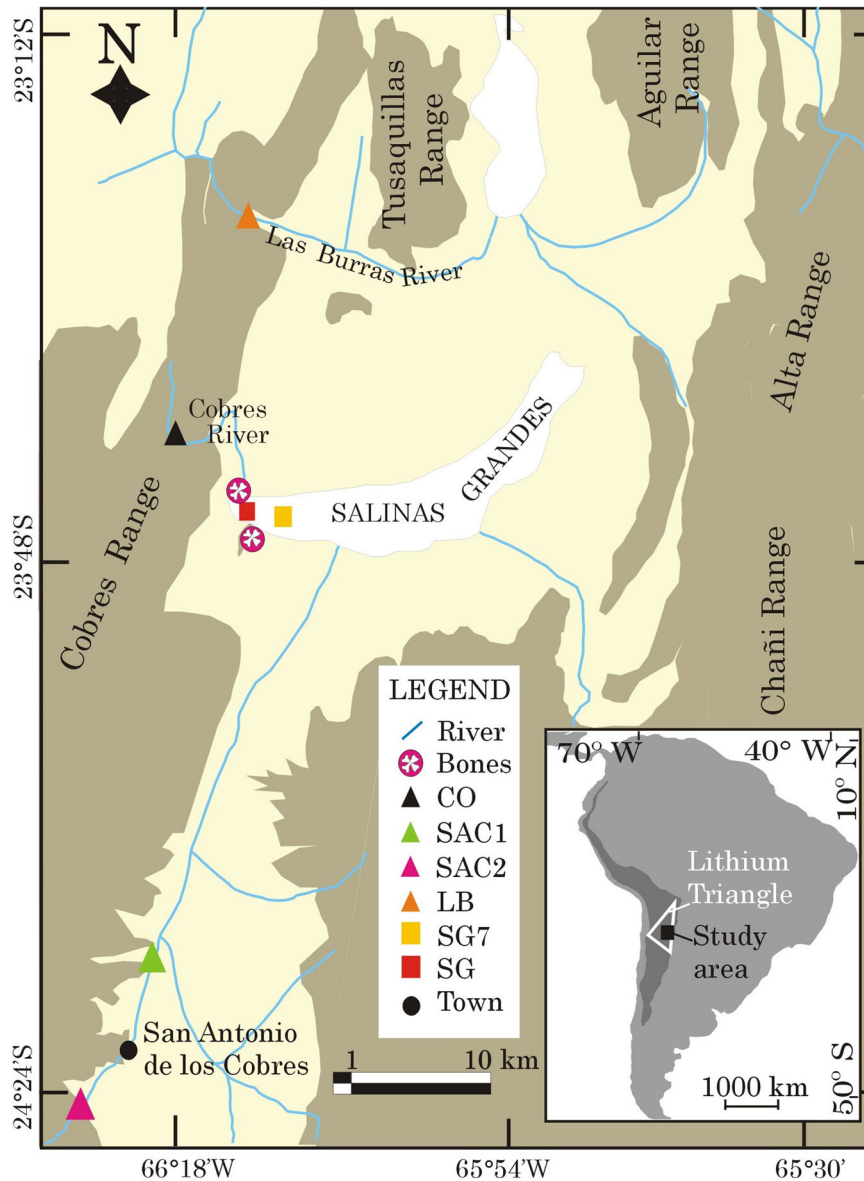 23°12'S
N
Tusaquillas
Range
Aguilar
Range
Las Burras River
Alta Range
Cobres
River
SALINAS GRANDES
23°48'S
Cobres Range
Chañi Range
LEGEND
River
Bones
CO
SAC1
SAC2
LB
SG7
SG
Town
70° W
40° W
10° N
Lithium
Triangle
Study
area
1000 km
50° S
San Antonio
de los Cobres
1 10 km
24°24'S
66°18'W
65°54'W
65°30'